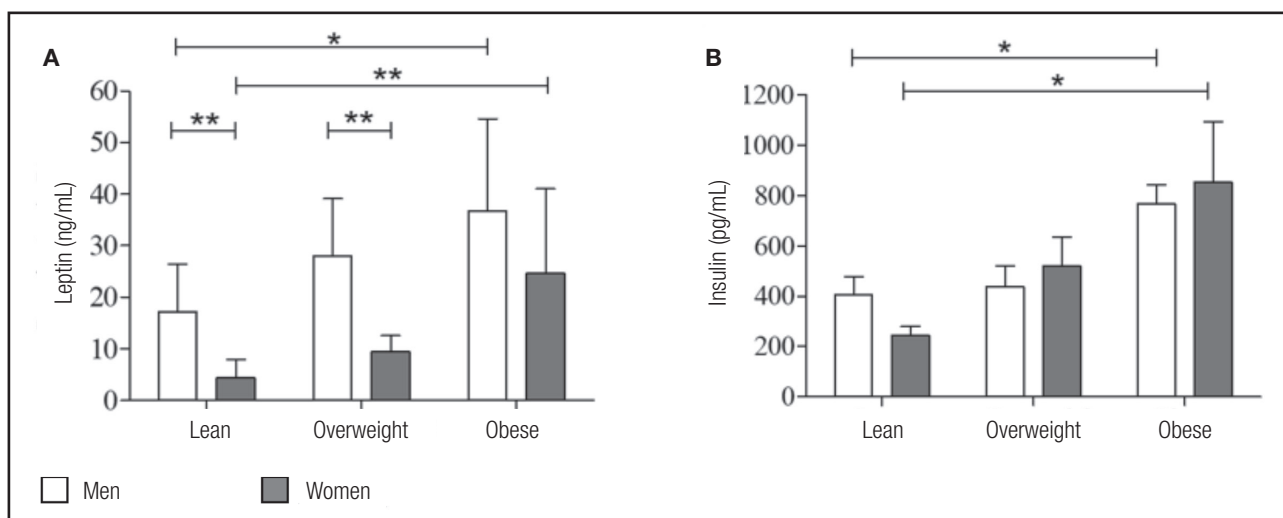 A
*
**
60
50
40
30
20
10
0
**
**
Leptin (ng/mL)
Lean Overweight Obese
B
*
*
1200
1000
800
600
400
200
0
Insulin (pg/mL)
Lean Overweight Obese
Men Women